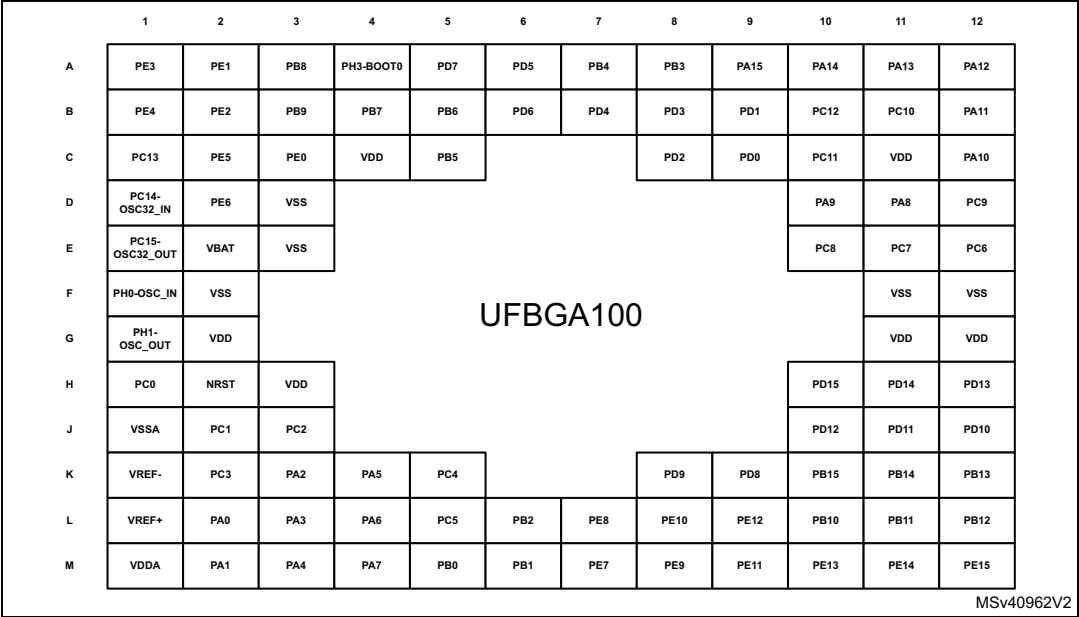 1 2 3 4 5 6 7 8 9 10 11 12
A PE3 PE1 PB8 PH3-BOOT0 PD7 PD5 PB4 PB3 PA15 PA14 PA13 PA12
B PE4 PE2 PB9 PB7 PB6 PD6 PD4 PD3 PD1 PC12 PC10 PA11
C PC13 PE5 PE0 VDD PB5 PD2 PD0 PC11 VDD PA10
D PC14-
OSC32_IN PE6 VSS PA9 PA8 PC9
E PC15-
OSC32_OUT VBAT VSS PC8 PC7 PC6
F PH0-OSC_IN VSS UFBGA100 VSS VSS
G PH1-
OSC_OUT VDD VDD VDD
H PC0 NRST VDD PD15 PD14 PD13
J VSSA PC1 PC2 PD12 PD11 PD10
K VREF- PC3 PA2 PA5 PC4 PD9 PD8 PB15 PB14 PB13
L VREF+ PA0 PA3 PA6 PC5 PB2 PE8 PE10 PE12 PB10 PB11 PB12
M VDDA PA1 PA4 PA7 PB0 PB1 PE7 PE9 PE11 PE13 PE14 PE15
MSv40962V2